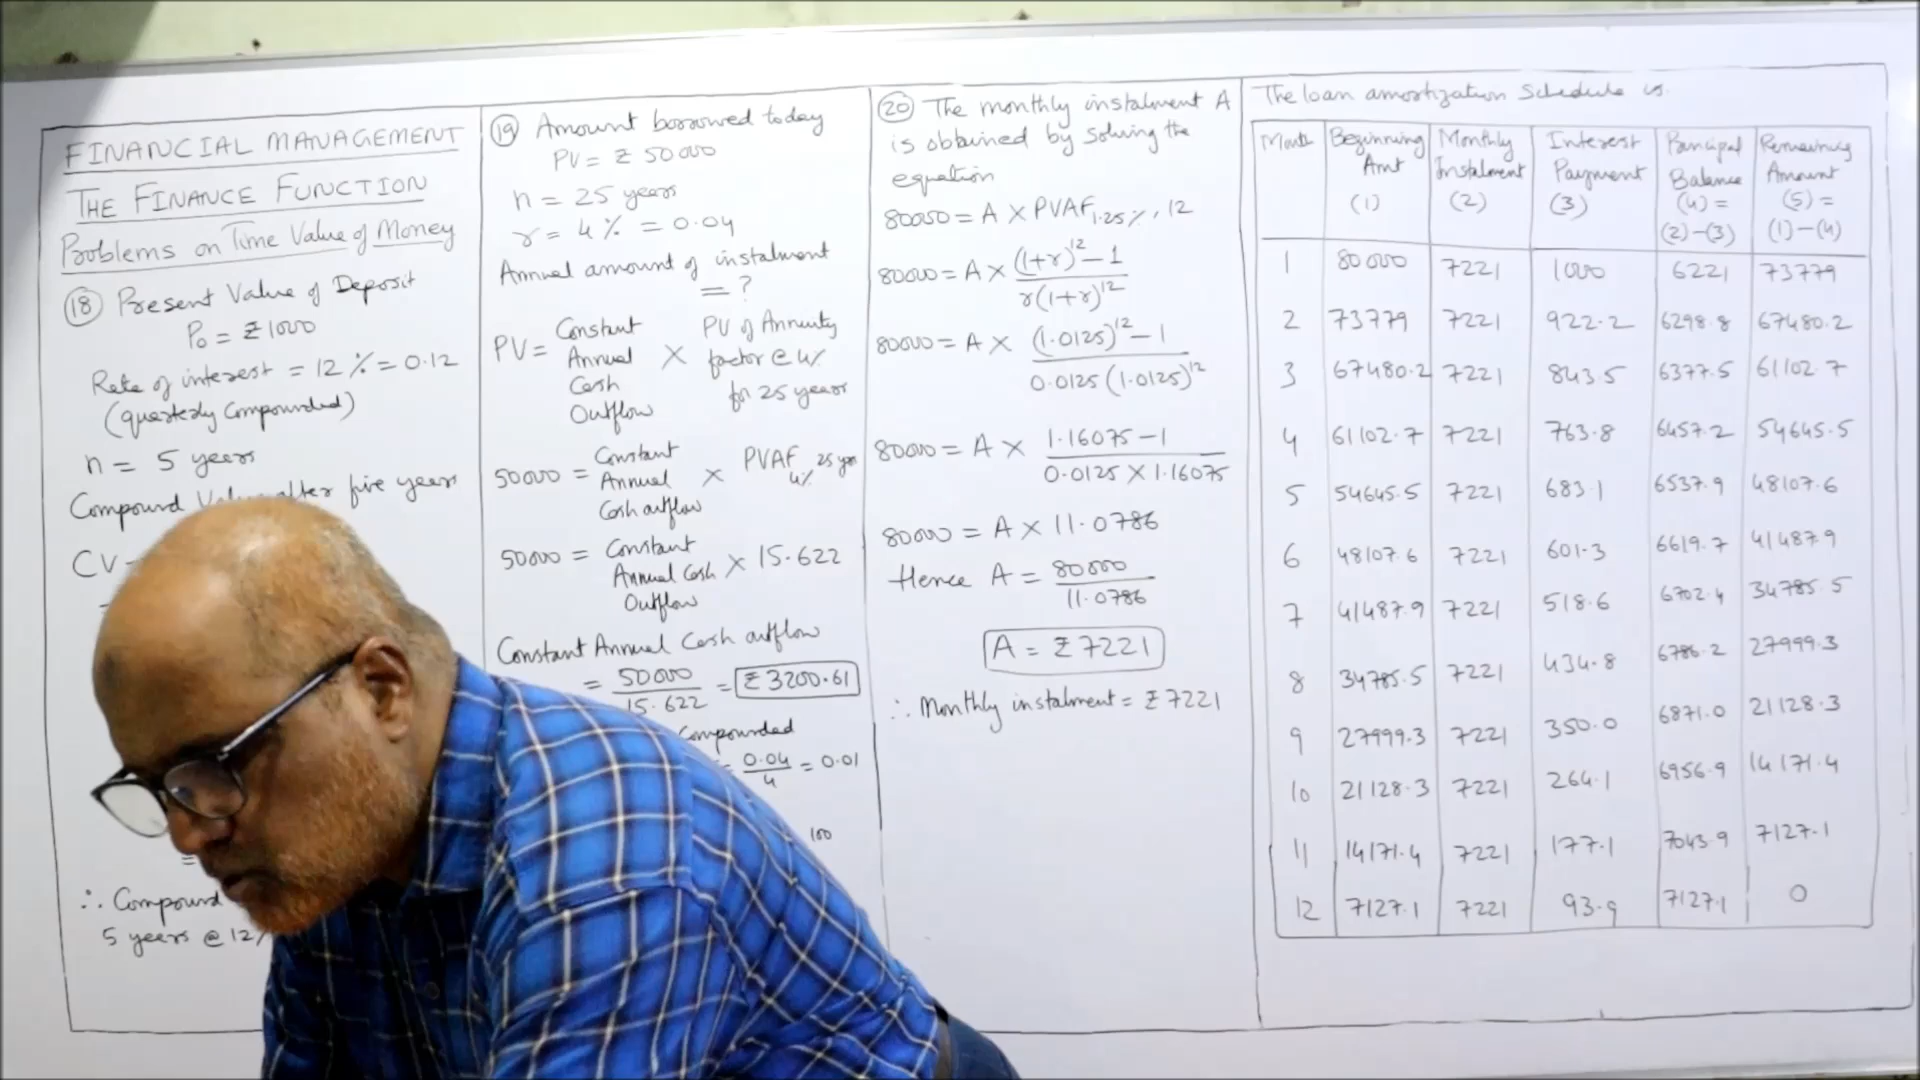 FINANCIAL MANAGEMENT
THE FINANCE FUNCTION
Problems on Time Value of Money
(18) Present Value of Deposit
P₀ = ₹1000
Rate of interest = 12% = 0.12
(quarterly Compounded)
n = 5 years
Compound after five years
CV
=
∴ Compound
5 years @ 12%
(19) Amount borrowed today
PV = ₹ 50000
n = 25 years
r = 4% = 0.04
Annual amount of instalment
= ?
PV = Constant Annual Cash Outflow × PV of Annuity factor @ 4% for 25 years
50000 = Constant Annual Cash outflow × PVAF 4%, 25 yrs
50000 = Constant Annual Cash Outflow × 15.622
Constant Annual Cash outflow
= 50000 / 15.622 = ₹3200.61
Compounded
= 0.04 / 4 = 0.01
100
(20) The monthly instalment A
is obtained by solving the
equation
80000 = A × PVAF 1.25%, 12
80000 = A × (1+r)¹² − 1 / r(1+r)¹²
80000 = A × (1.0125)¹² − 1 / 0.0125 (1.0125)¹²
80000 = A × 1.16075 − 1 / 0.0125 × 1.16075
80000 = A × 11.0786
Hence A = 80000 / 11.0786
A = ₹7221
∴ Monthly instalment = ₹7221
The loan amortization Schedule is
Month | Beginning Amt (1) | Monthly Instalment (2) | Interest Payment (3) | Principal Balance (4) = (2)-(3) | Remaining Amount (5) = (1)-(4)
1 80000 7221 1000 6221 73779
2 73779 7221 922.2 6298.8 67480.2
3 67480.2 7221 843.5 6377.5 61102.7
4 61102.7 7221 763.8 6457.2 54645.5
5 54645.5 7221 683.1 6537.9 48107.6
6 48107.6 7221 601.3 6619.7 41487.9
7 41487.9 7221 518.6 6702.4 34785.5
8 34785.5 7221 434.8 6786.2 27999.3
9 27999.3 7221 350.0 6871.0 21128.3
10 21128.3 7221 264.1 6956.9 14171.4
11 14171.4 7221 177.1 7043.9 7127.1
12 7127.1 7221 93.9 7127.1 0